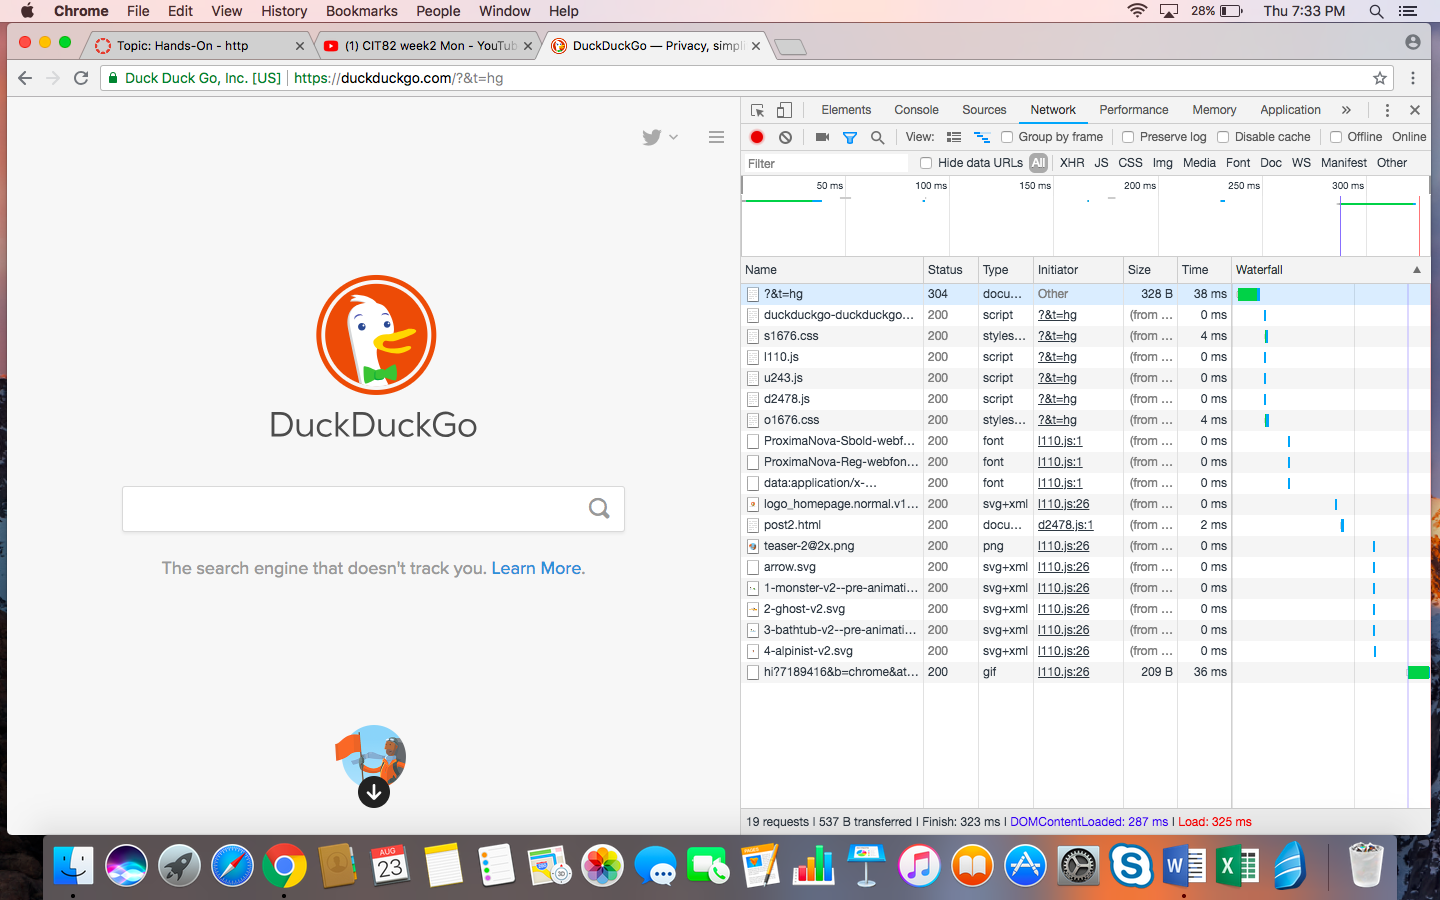 Chrome File Edit View History Bookmarks People Window Help 28% Thu 7:33 PM
Topic: Hands-On - http (1) CIT82 week2 Mon - YouTub DuckDuckGo — Privacy, simpli
Duck Duck Go, Inc. [US] https://duckduckgo.com/?&t=hg
DuckDuckGo
The search engine that doesn't track you. Learn More.
Elements Console Sources Network Performance Memory Application »
View: Group by frame Preserve log Disable cache Offline Online
Filter Hide data URLs All XHR JS CSS Img Media Font Doc WS Manifest Other
50 ms 100 ms 150 ms 200 ms 250 ms 300 ms
Name Status Type Initiator Size Time Waterfall
?&t=hg 304 docu... Other 328 B 38 ms
duckduckgo-duckduckgo... 200 script ?&t=hg (from ... 0 ms
s1676.css 200 styles... ?&t=hg (from ... 4 ms
l110.js 200 script ?&t=hg (from ... 0 ms
u243.js 200 script ?&t=hg (from ... 0 ms
d2478.js 200 script ?&t=hg (from ... 0 ms
o1676.css 200 styles... ?&t=hg (from ... 4 ms
ProximaNova-Sbold-webf... 200 font l110.js:1 (from ... 0 ms
ProximaNova-Reg-webfon... 200 font l110.js:1 (from ... 0 ms
data:application/x-... 200 font l110.js:1 (from ... 0 ms
logo_homepage.normal.v1... 200 svg+xml l110.js:26 (from ... 0 ms
post2.html 200 docu... d2478.js:1 (from ... 2 ms
teaser-2@2x.png 200 png l110.js:26 (from ... 0 ms
arrow.svg 200 svg+xml l110.js:26 (from ... 0 ms
1-monster-v2--pre-animati... 200 svg+xml l110.js:26 (from ... 0 ms
2-ghost-v2.svg 200 svg+xml l110.js:26 (from ... 0 ms
3-bathtub-v2--pre-animati... 200 svg+xml l110.js:26 (from ... 0 ms
4-alpinist-v2.svg 200 svg+xml l110.js:26 (from ... 0 ms
hi?7189416&b=chrome&at... 200 gif l110.js:26 209 B 36 ms
19 requests | 537 B transferred | Finish: 323 ms | DOMContentLoaded: 287 ms | Load: 325 ms
AUG
23